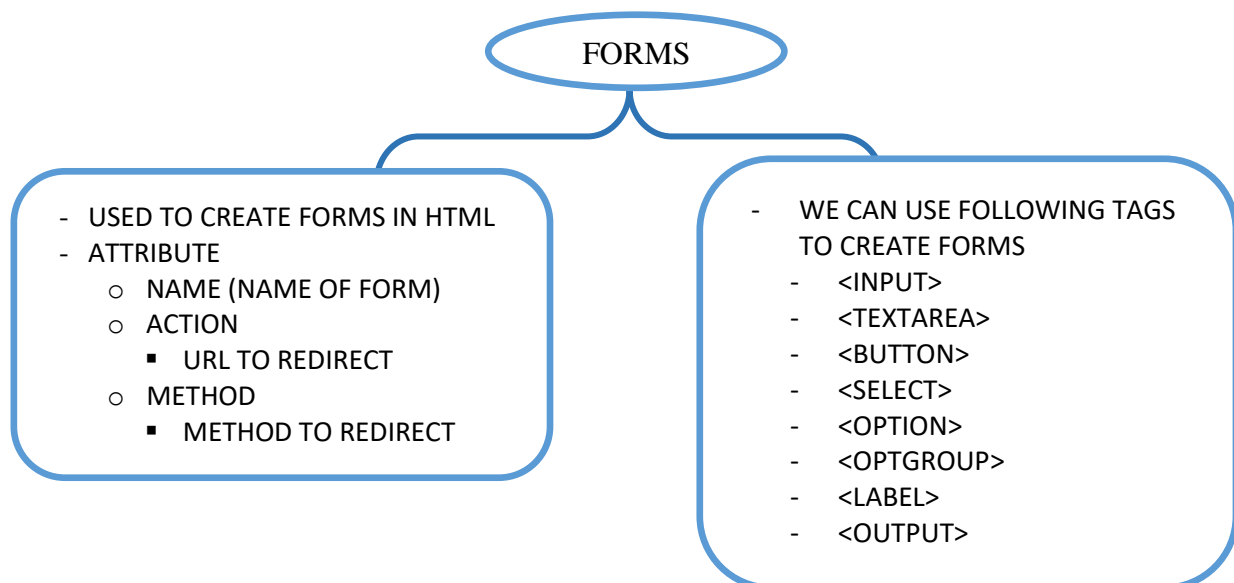 FORMS
- USED TO CREATE FORMS IN HTML
- ATTRIBUTE
o NAME (NAME OF FORM)
o ACTION
▪ URL TO REDIRECT
o METHOD
▪ METHOD TO REDIRECT
- WE CAN USE FOLLOWING TAGS
TO CREATE FORMS
- <INPUT>
- <TEXTAREA>
- <BUTTON>
- <SELECT>
- <OPTION>
- <OPTGROUP>
- <LABEL>
- <OUTPUT>